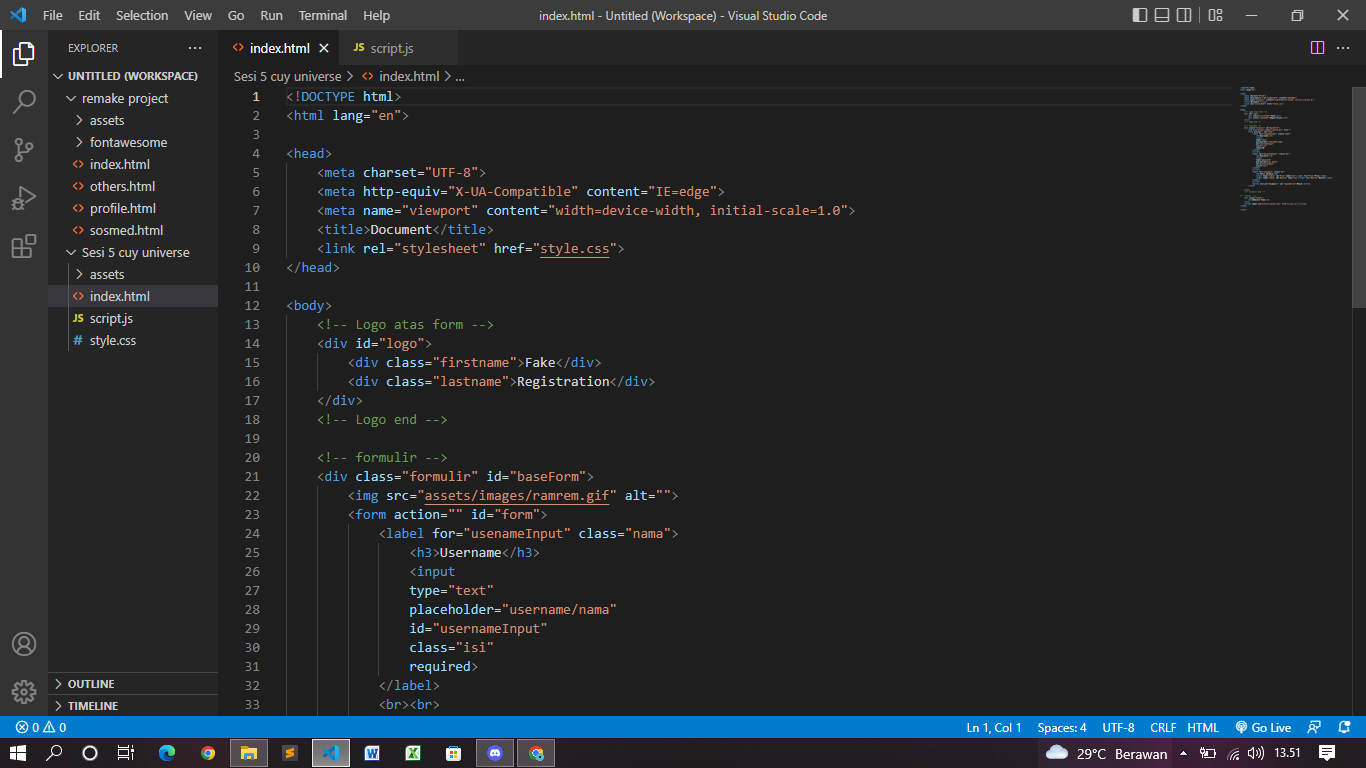 File Edit Selection View Go Run Terminal Help
index.html - Untitled (Workspace) - Visual Studio Code
EXPLORER
UNTITLED (WORKSPACE)
remake project
assets
fontawesome
<> index.html
<> others.html
<> profile.html
<> sosmed.html
Sesi 5 cuy universe
assets
<> index.html
JS script.js
# style.css
OUTLINE
TIMELINE
<> index.html
JS script.js
Sesi 5 cuy universe > <> index.html > ...
1 <!DOCTYPE html>
2 <html lang="en">
3
4 <head>
5 <meta charset="UTF-8">
6 <meta http-equiv="X-UA-Compatible" content="IE=edge">
7 <meta name="viewport" content="width=device-width, initial-scale=1.0">
8 <title>Document</title>
9 <link rel="stylesheet" href="style.css">
10 </head>
11
12 <body>
13 <!-- Logo atas form -->
14 <div id="logo">
15 <div class="firstname">Fake</div>
16 <div class="lastname">Registration</div>
17 </div>
18 <!-- Logo end -->
19
20 <!-- formulir -->
21 <div class="formulir" id="baseForm">
22 <img src="assets/images/ramrem.gif" alt="">
23 <form action="" id="form">
24 <label for="usenameInput" class="nama">
25 <h3>Username</h3>
26 <input
27 type="text"
28 placeholder="username/nama"
29 id="usernameInput"
30 class="isi"
31 required>
32 </label>
33 <br><br>
0 0
Ln 1, Col 1 Spaces: 4 UTF-8 CRLF HTML Go Live
29°C Berawan 13.51